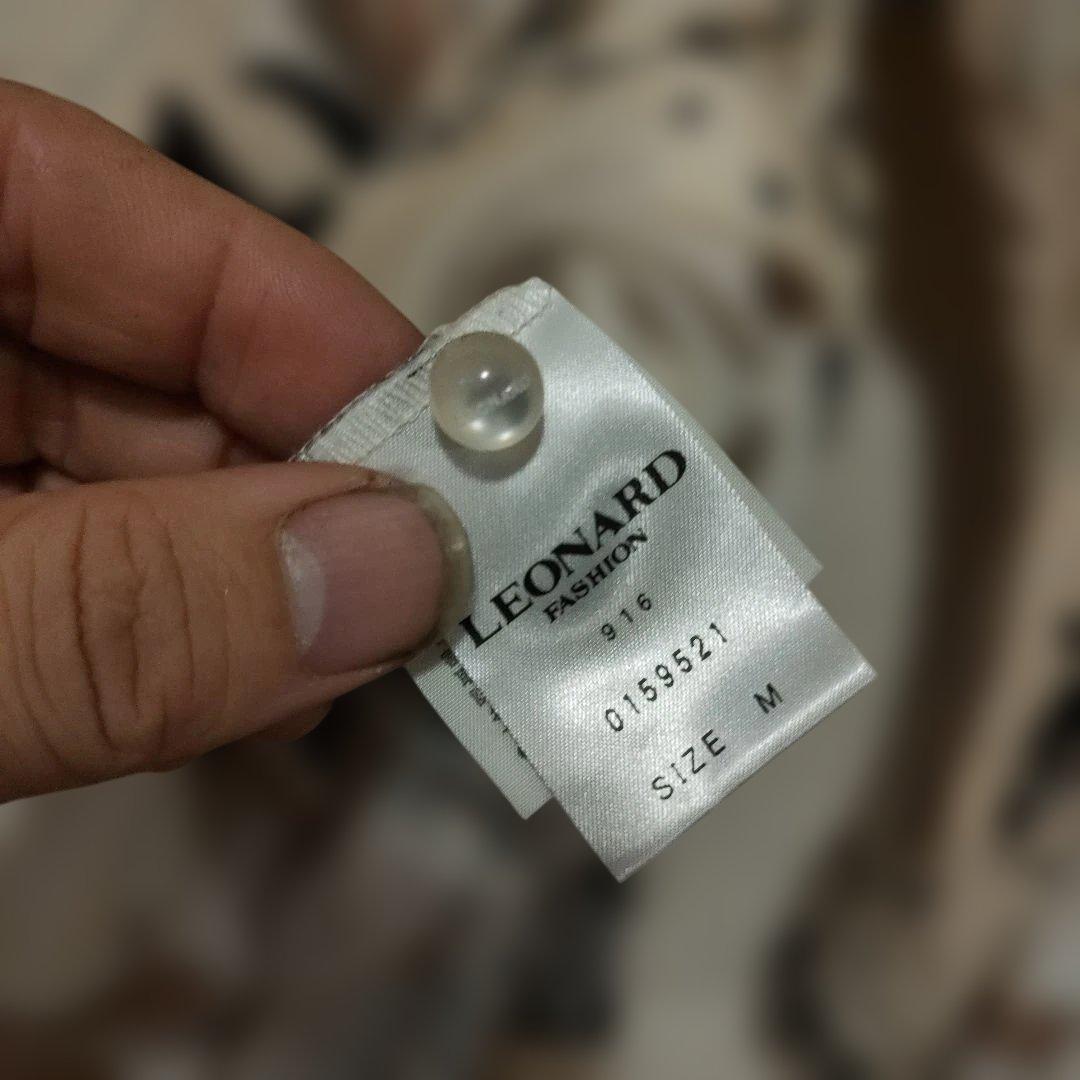 LEONARD
FASHION
916
0159521
SIZE M